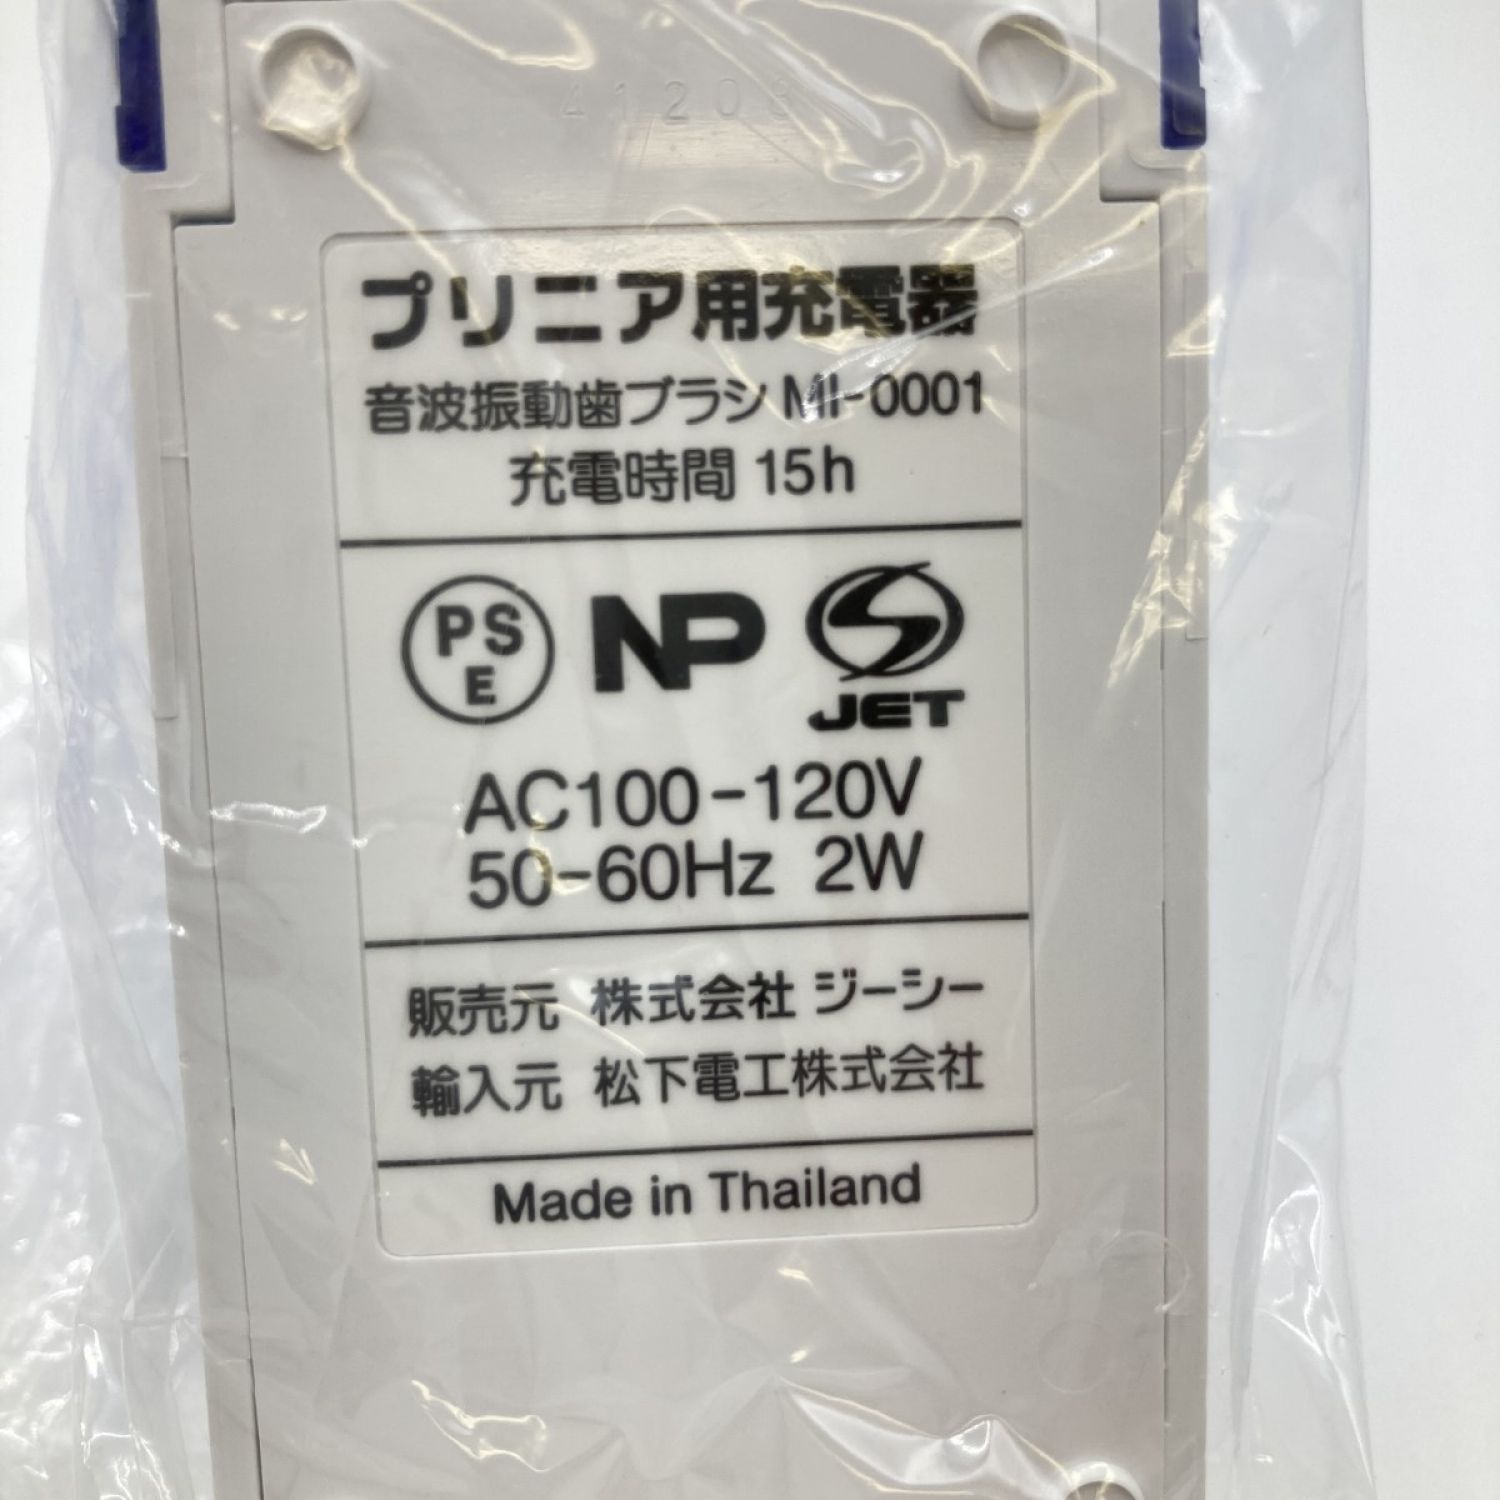 41208
プリニア用充電器
音波振動歯ブラシ MI-0001
充電時間 15h
PS
E
NP
JET
AC100-120V
50-60Hz 2W
販売元 株式会社 ジーシー
輸入元 松下電工株式会社
Made in Thailand